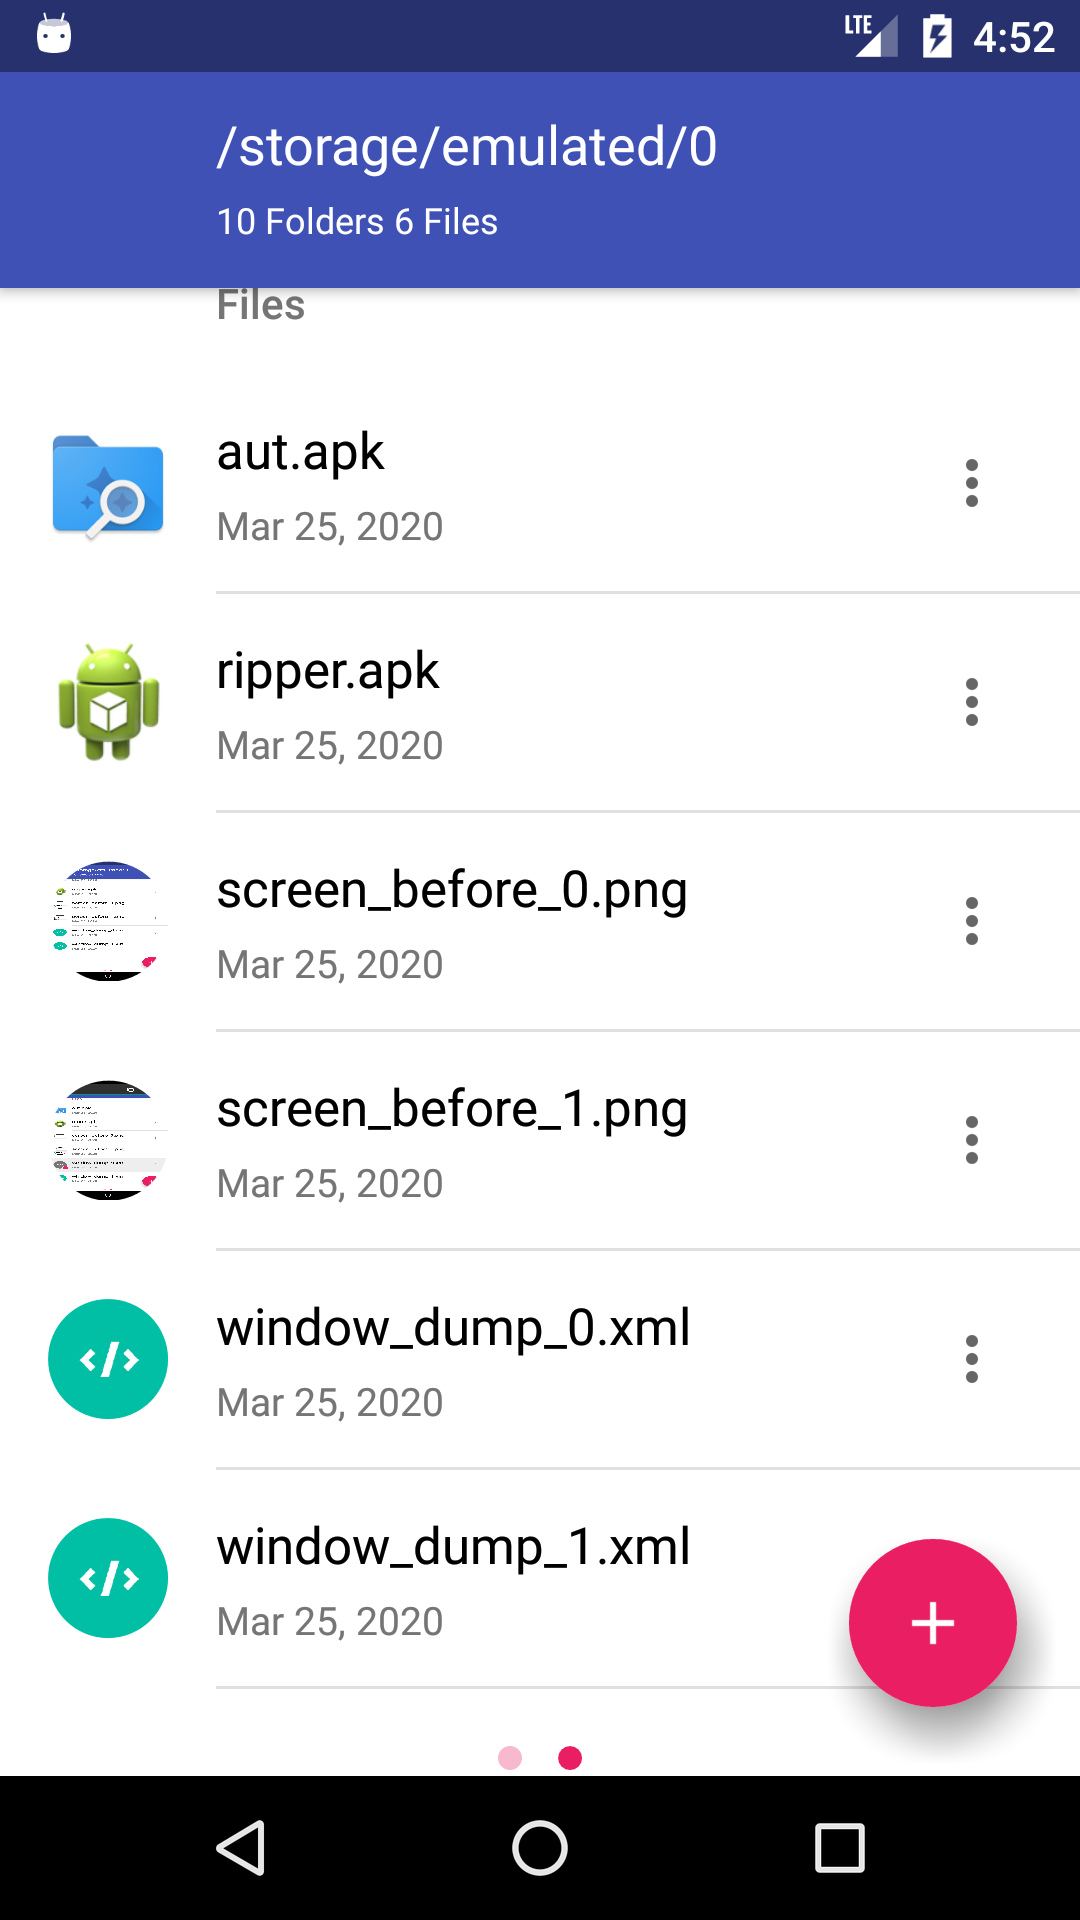 LTE 4:52
/storage/emulated/0
10 Folders 6 Files
Files
aut.apk
Mar 25, 2020
ripper.apk
Mar 25, 2020
screen_before_0.png
Mar 25, 2020
screen_before_1.png
Mar 25, 2020
window_dump_0.xml
Mar 25, 2020
window_dump_1.xml
Mar 25, 2020